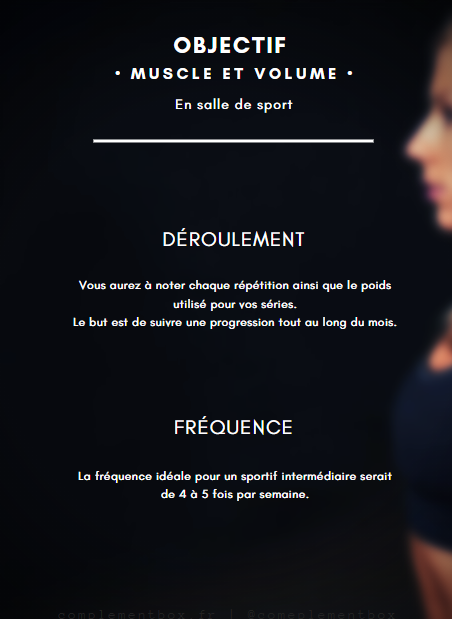 OBJECTIF
• MUSCLE ET VOLUME •
En salle de sport
DÉROULEMENT
Vous aurez à noter chaque répétition ainsi que le poids
utilisé pour vos séries.
Le but est de suivre une progression tout au long du mois.
FRÉQUENCE
La fréquence idéale pour un sportif intermédiaire serait
de 4 à 5 fois par semaine.
complementbox.fr |